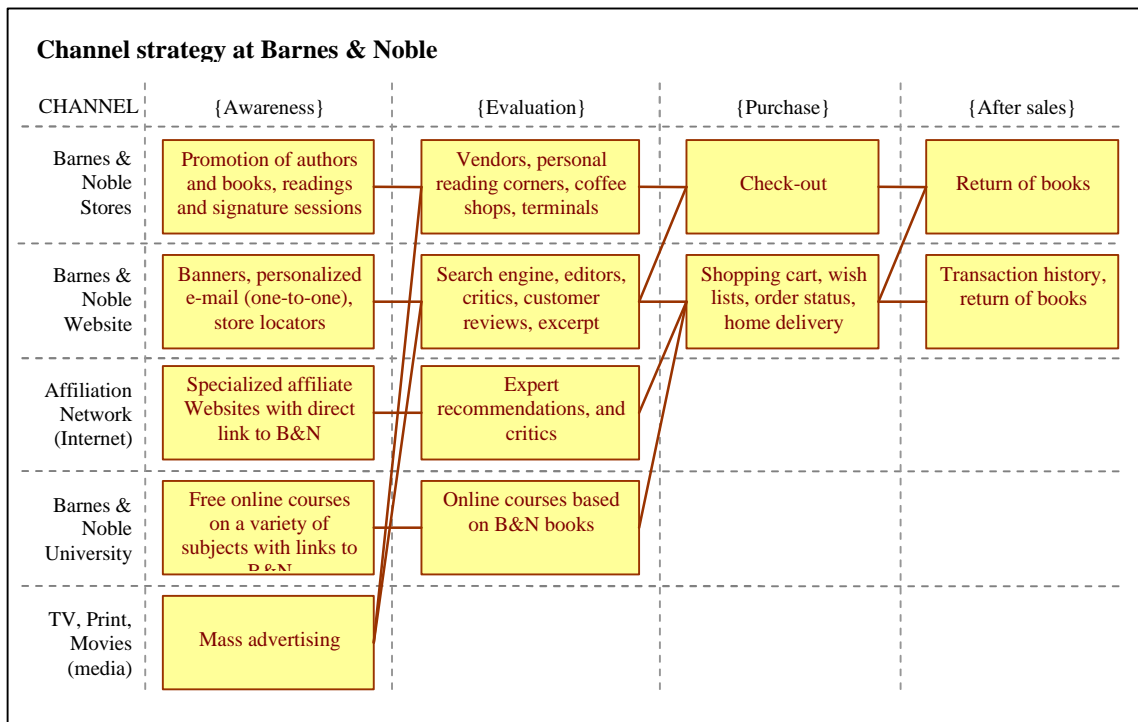 Channel strategy at Barnes & Noble
CHANNEL
{Awareness}
{Evaluation}
{Purchase}
{After sales}
Barnes &
Noble
Stores
Promotion of authors
and books, readings
and signature sessions
Vendors, personal
reading corners, coffee
shops, terminals
Check-out
Return of books
Barnes &
Noble
Website
Banners, personalized
e-mail (one-to-one),
store locators
Search engine, editors,
critics, customer
reviews, excerpt
Shopping cart, wish
lists, order status,
home delivery
Transaction history,
return of books
Affiliation
Network
(Internet)
Specialized affiliate
Websites with direct
link to B&N
Expert
recommendations, and
critics
Barnes &
Noble
University
Free online courses
on a variety of
subjects with links to
B&N
Online courses based
on B&N books
TV, Print,
Movies
(media)
Mass advertising